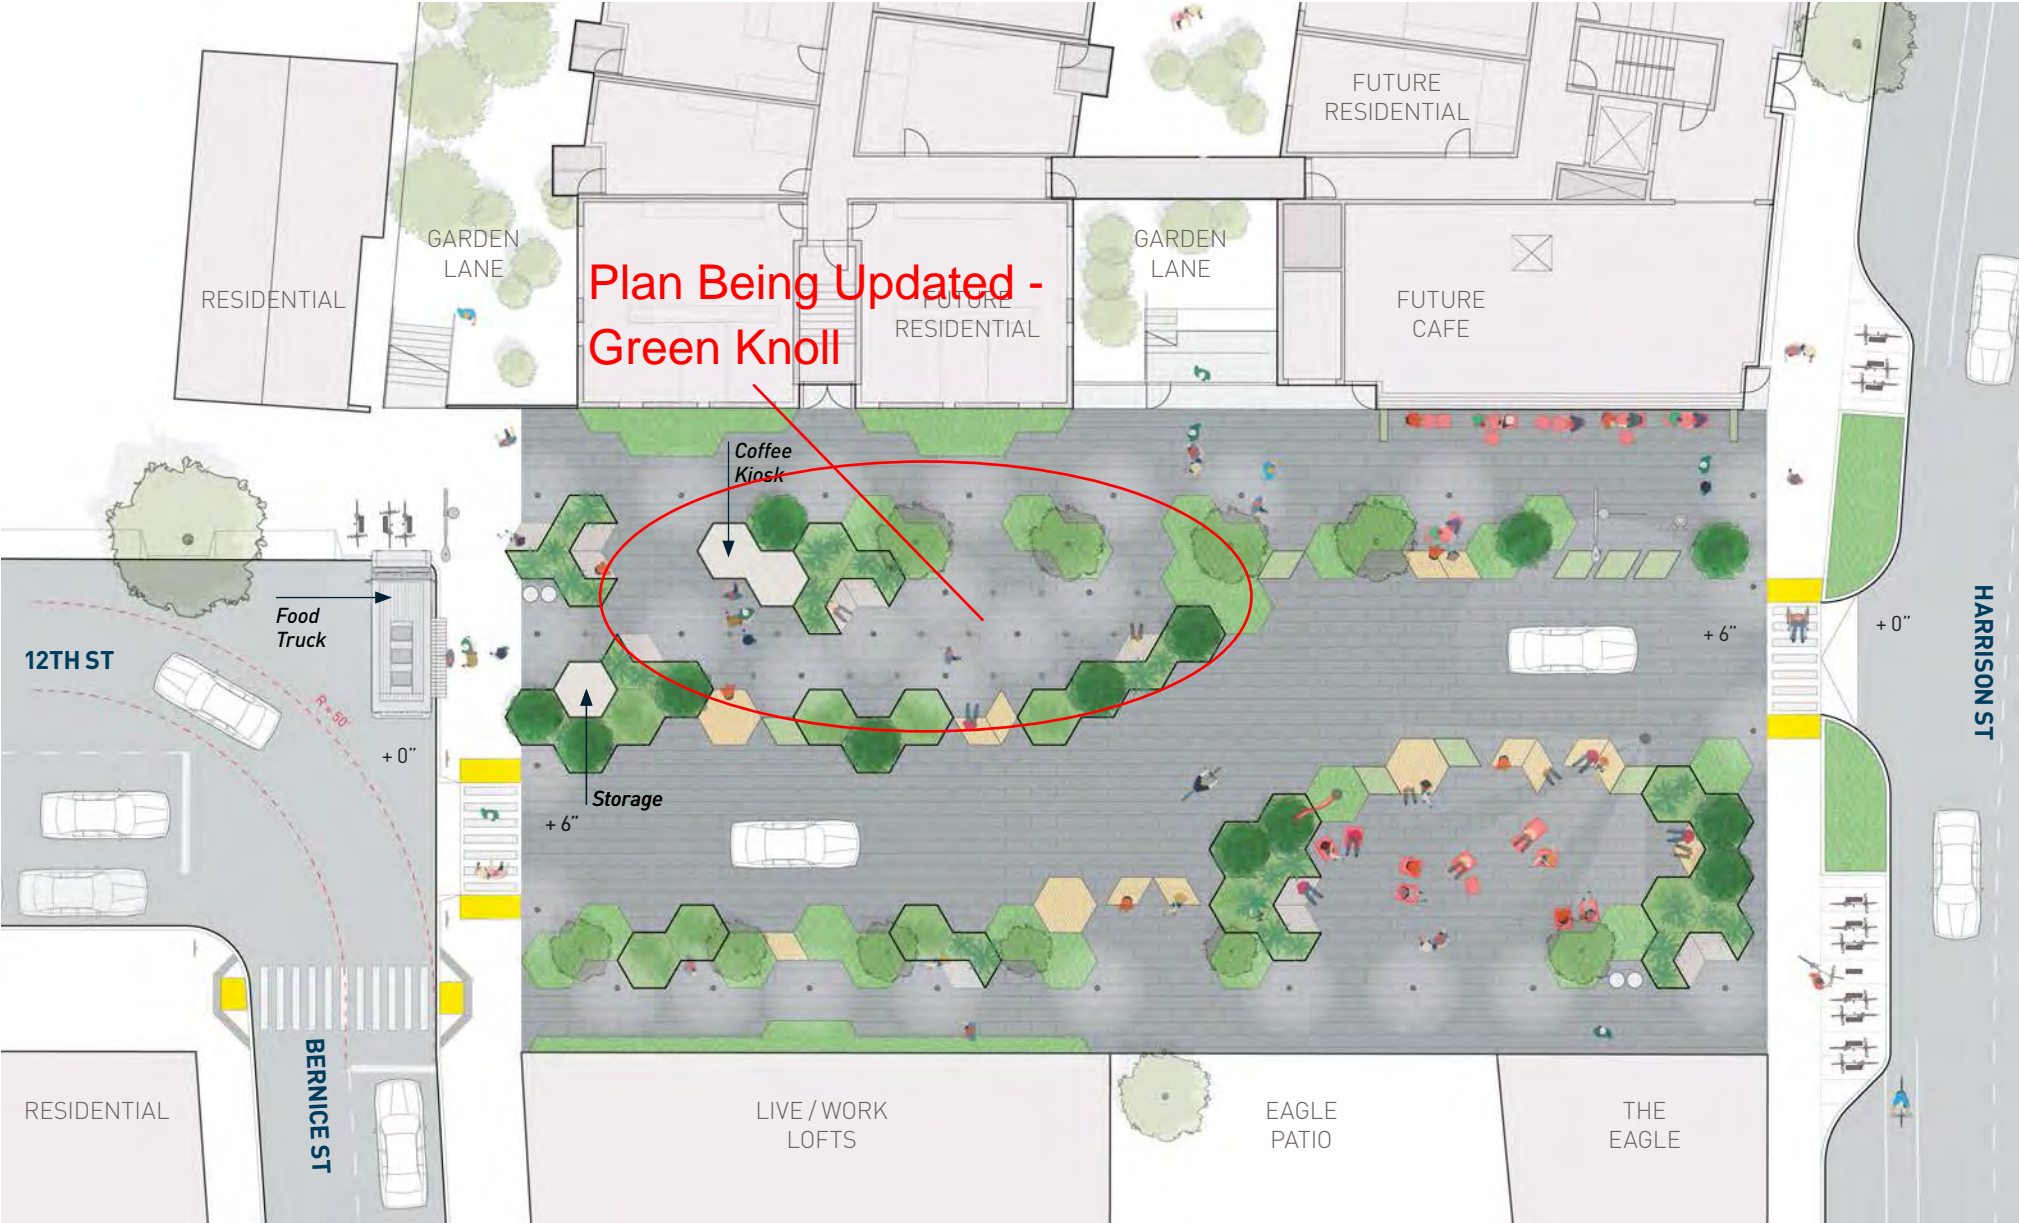 FUTURE
RESIDENTIAL
GARDEN
LANE
GARDEN
LANE
RESIDENTIAL
Plan Being Updated -
Green Knoll
FUTURE
RESIDENTIAL
FUTURE
CAFE
Coffee
Kiosk
Food
Truck
12TH ST
R = 50'
+ 0”
Storage
+ 6”
+ 6”
+ 0”
HARRISON ST
BERNICE ST
RESIDENTIAL
LIVE / WORK
LOFTS
EAGLE
PATIO
THE
EAGLE